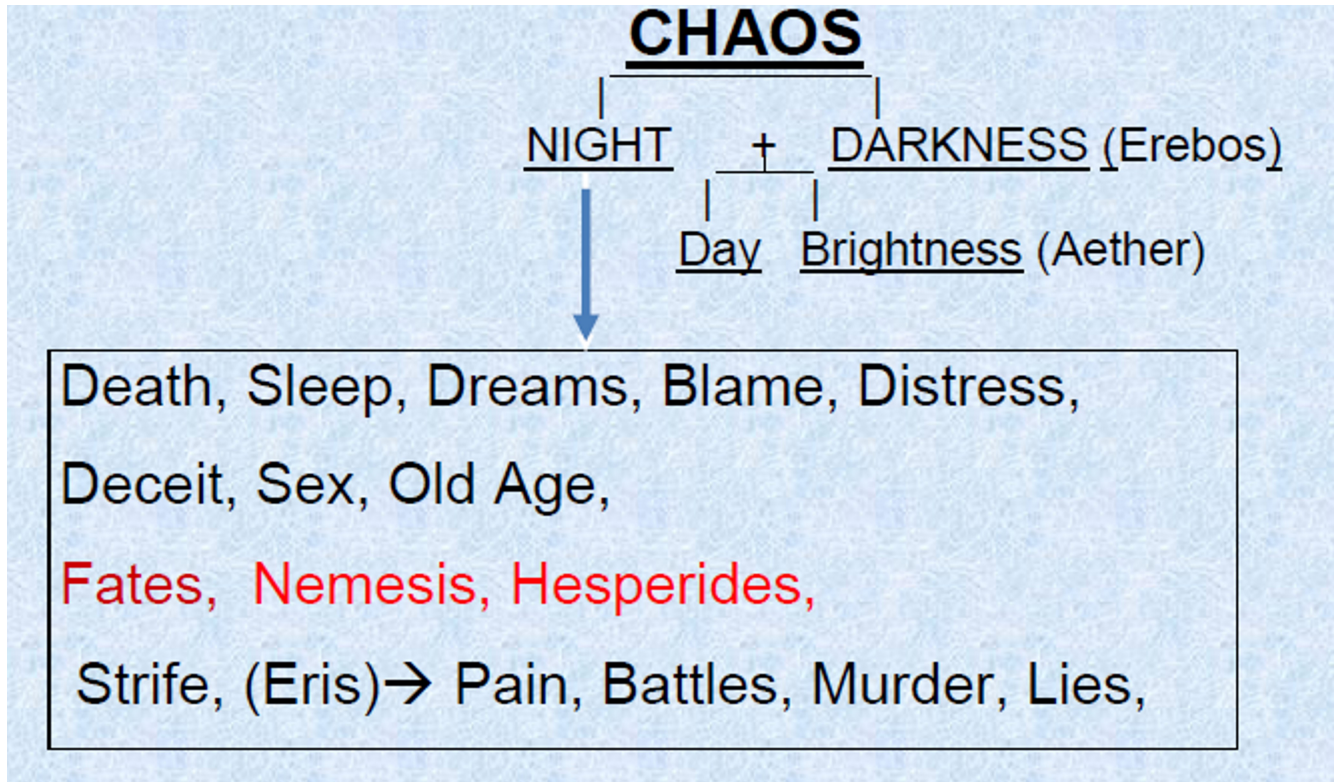 CHAOS
NIGHT + DARKNESS (Erebos)
Day Brightness (Aether)
Death, Sleep, Dreams, Blame, Distress,
Deceit, Sex, Old Age,
Fates, Nemesis, Hesperides,
Strife, (Eris)→ Pain, Battles, Murder, Lies,